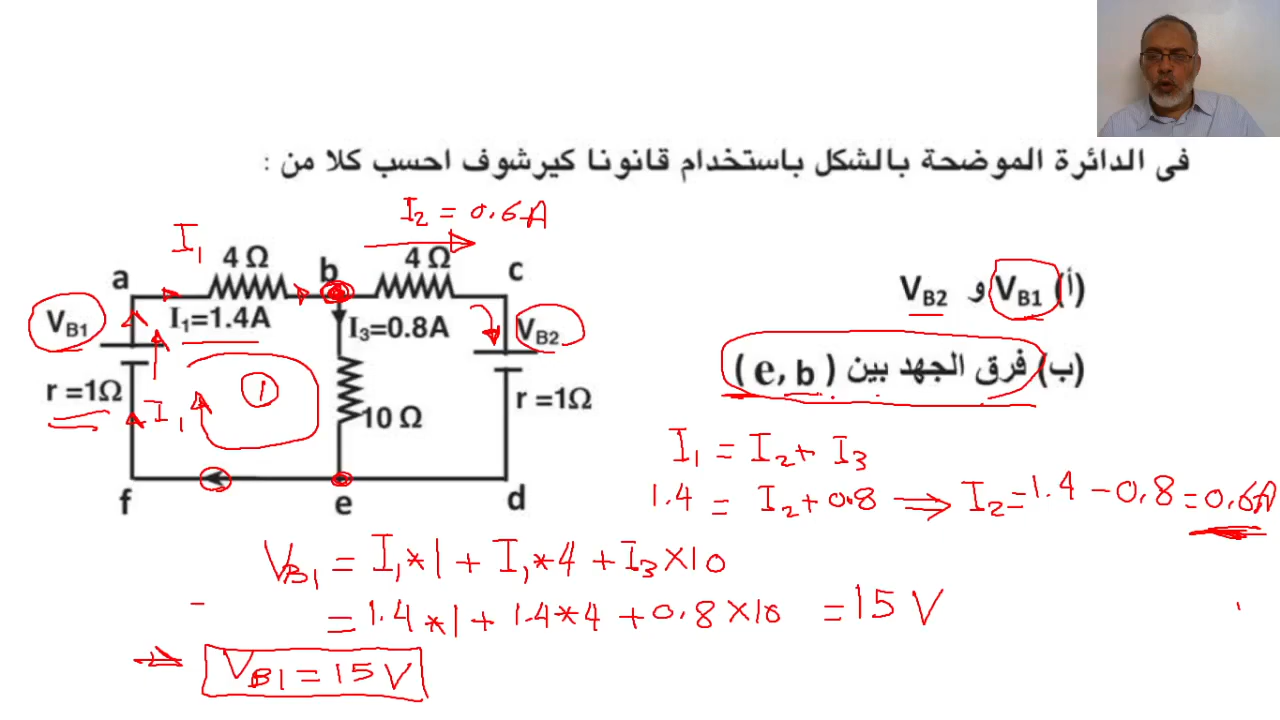 فى الدائرة الموضحة بالشكل باستخدام قانونا كيرشوف احسب كلا من :
(أ) VB1 و VB2
(ب) فرق الجهد بين ( e, b )
I2 = 0.6A
I1
4 Ω
4 Ω
a
b
c
VB1
I1=1.4A
I3=0.8A
VB2
r =1Ω
I1
1
10 Ω
r =1Ω
f
e
d
I1 = I2 + I3
1.4 = I2 + 0.8 ⇒ I2 = 1.4 - 0.8 = 0.6A
VB1 = I1 * 1 + I1 * 4 + I3 × 10
= 1.4 * 1 + 1.4 * 4 + 0.8 × 10 = 15 V
⇒ VB1 = 15 V